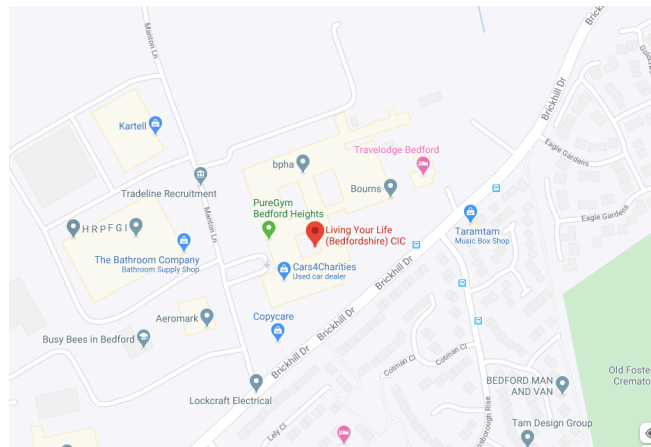 Manton Ln
Brickhill Dr
Kartell
Eagle Gardens
bpha
Travelodge Bedford
Tradeline Recruitment
Bourns
PureGym
Bedford Heights
Manton Ln
Eagle Gardens
H R P F G I
Living Your Life
(Bedfordshire) CIC
Taramtam
Music Box Shop
The Bathroom Company
Bathroom Supply Shop
Cars4Charities
Used car dealer
Brickhill Dr
Aeromark
Copycare
Brickhill Dr
Busy Bees in Bedford
Brickhill Dr
Cotman Cl
Cotman Cl
Old Foste
Cremato
BEDFORD MAN
AND VAN
Lockcraft Electrical
Lely Cl
Tam Design Group
nsborough Rise